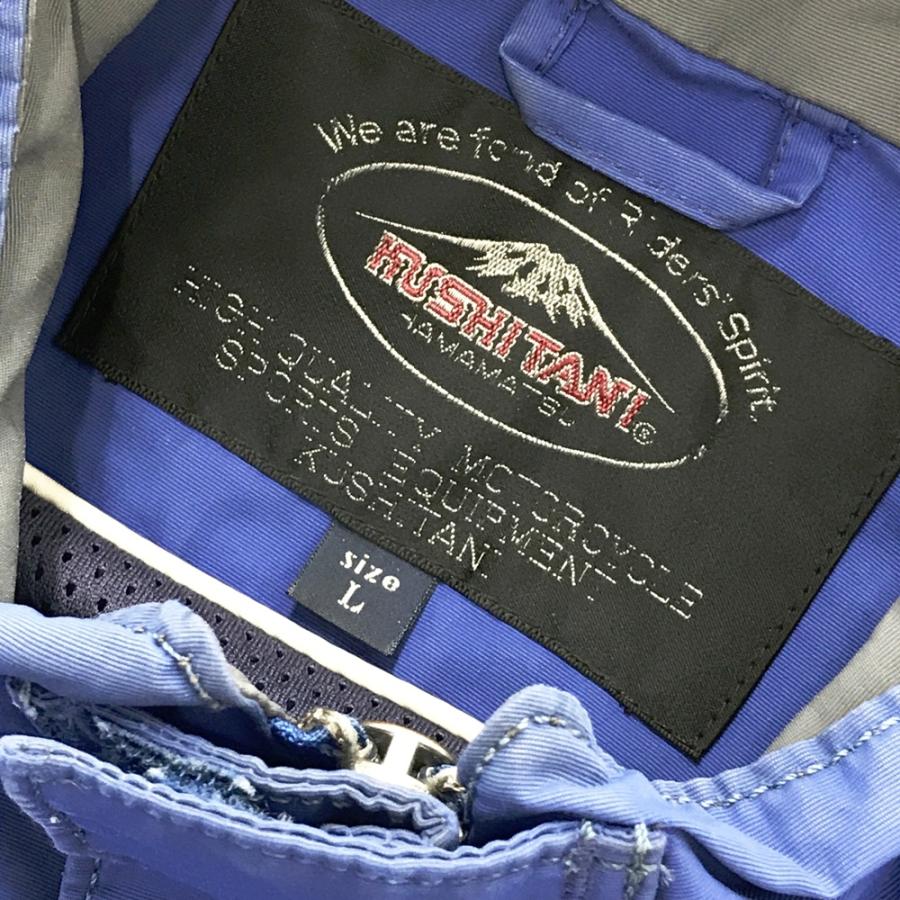 We are fond of Riders' Spirit.
KUSHITANI®
HAMAMATSU
HIGH QUALITY MOTORCYCLE
SPORTS EQUIPMENT
KUSHITANI
size
L